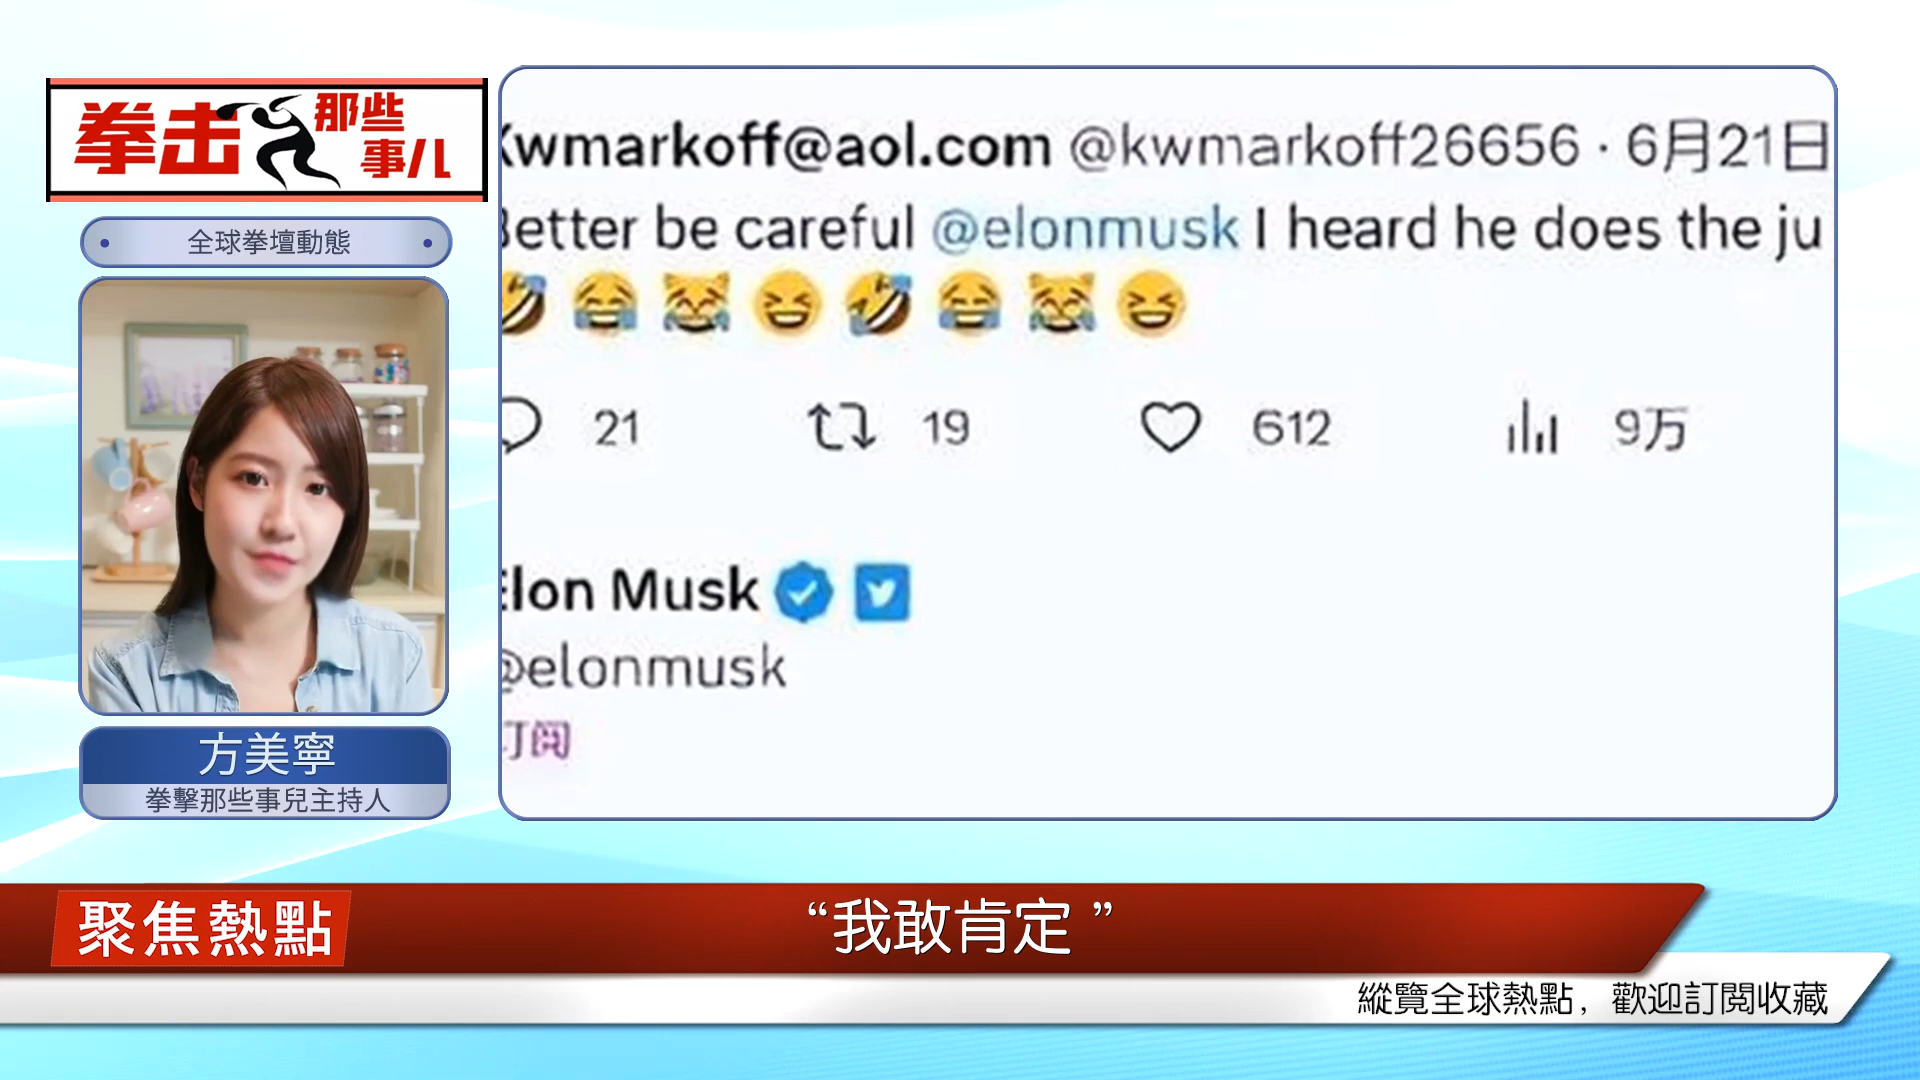 拳击那些事儿
全球拳壇動態
方美寧
拳擊那些事兒主持人
Kwmarkoff@aol.com @kwmarkoff26656 · 6月21日
Better be careful @elonmusk I heard he does the ju
🤣 😂 😹 😆 🤣 😂 😹 😆
21 19 612 9万
Elon Musk
@elonmusk
订阅
聚焦熱點
“我敢肯定 ”
縱覽全球熱點, 歡迎訂閲收藏